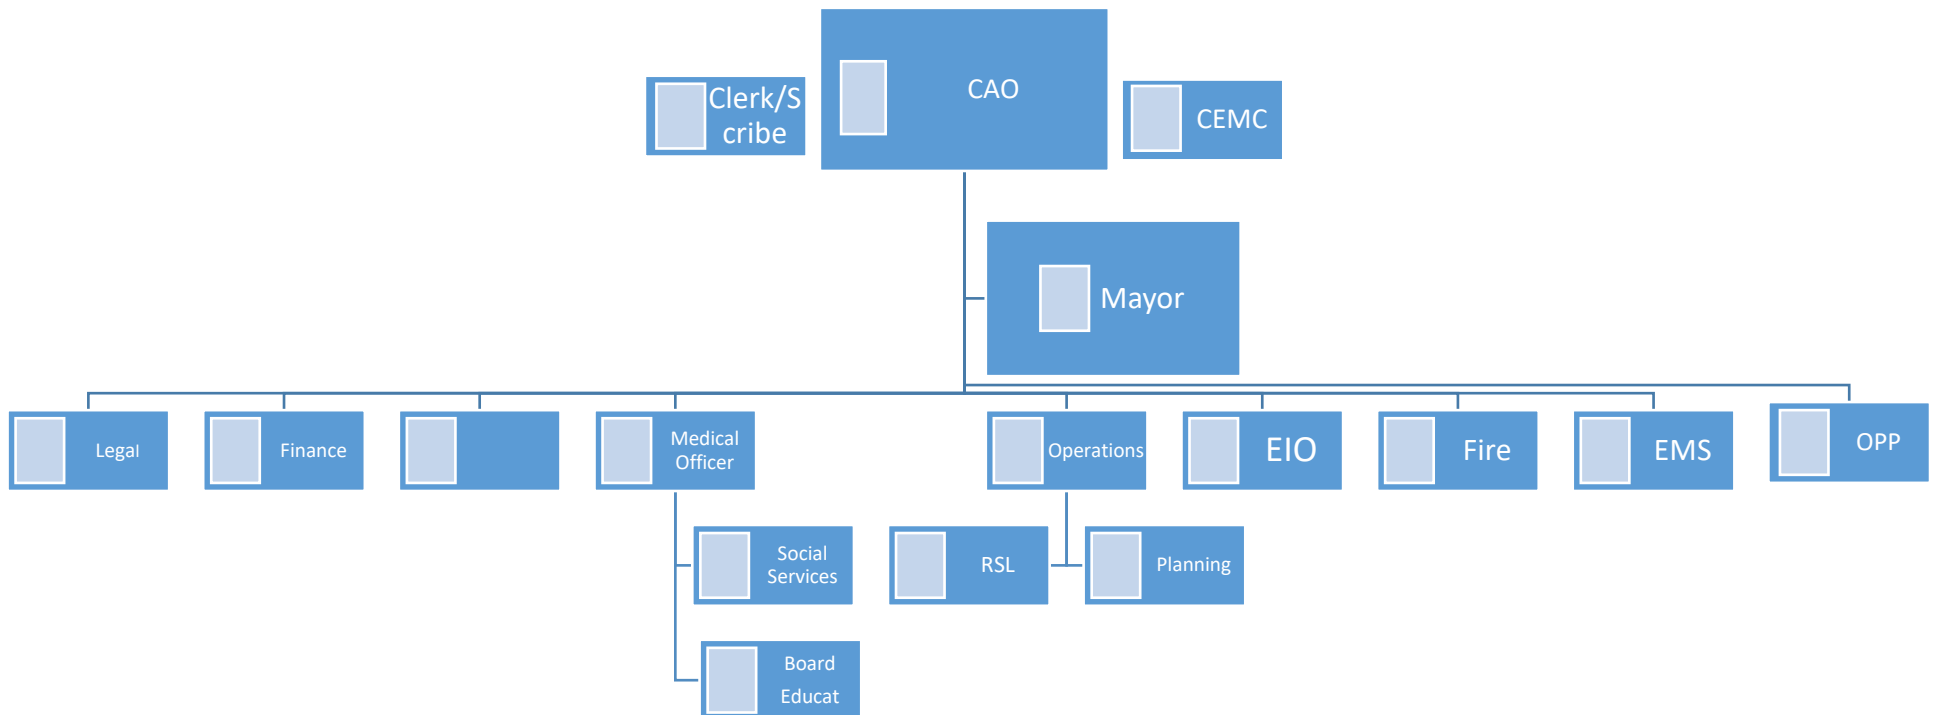 CAO
Clerk/S
cribe
CEMC
Mayor
Legal
Finance
Medical
Officer
Operations
EIO
Fire
EMS
OPP
Social
Services
RSL
Planning
Board
Educat